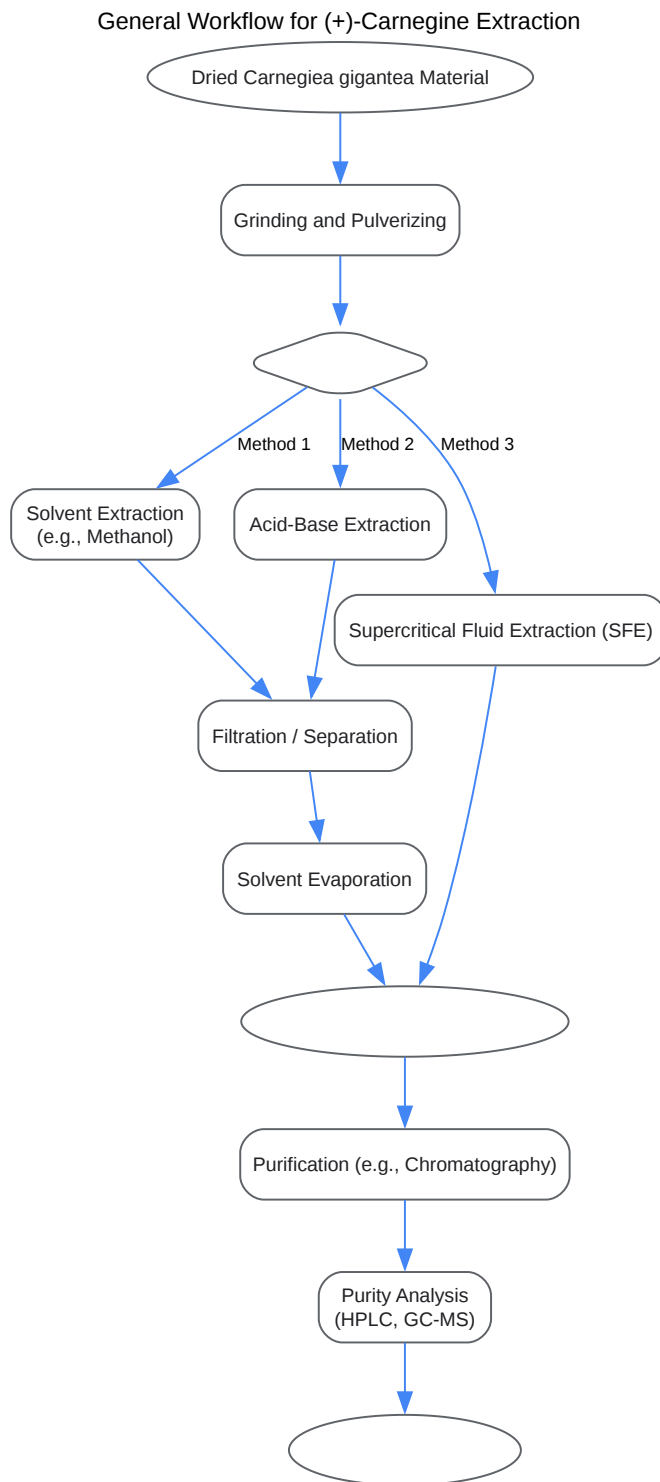 General Workflow for (+)-Carnegine Extraction
Dried Carnegiea gigantea Material
Grinding and Pulverizing
Method 1
Method 2
Method 3
Solvent Extraction
(e.g., Methanol)
Acid-Base Extraction
Supercritical Fluid Extraction (SFE)
Filtration / Separation
Solvent Evaporation
Purification (e.g., Chromatography)
Purity Analysis
(HPLC, GC-MS)